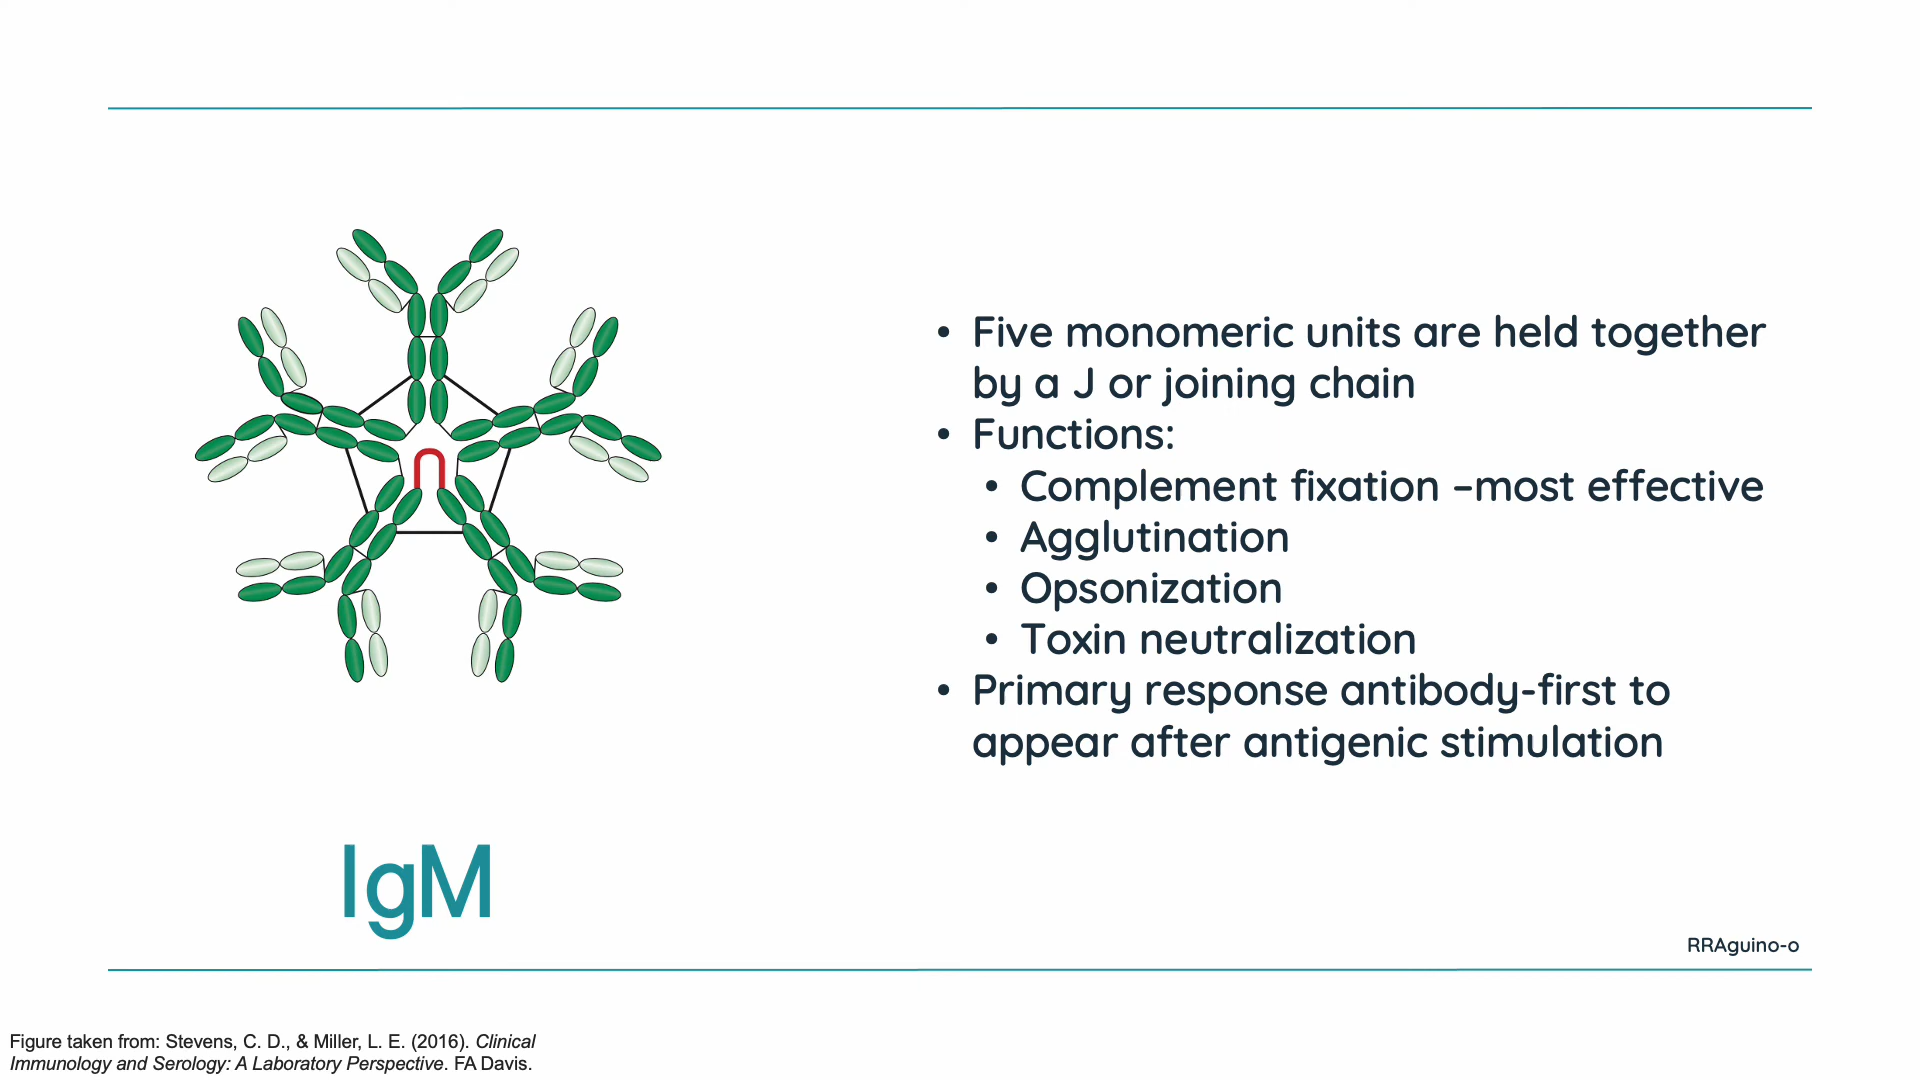 • Five monomeric units are held together
by a J or joining chain
• Functions:
• Complement fixation –most effective
• Agglutination
• Opsonization
• Toxin neutralization
• Primary response antibody-first to
appear after antigenic stimulation
IgM
RRAguino-o
Figure taken from: Stevens, C. D., & Miller, L. E. (2016). Clinical
Immunology and Serology: A Laboratory Perspective. FA Davis.